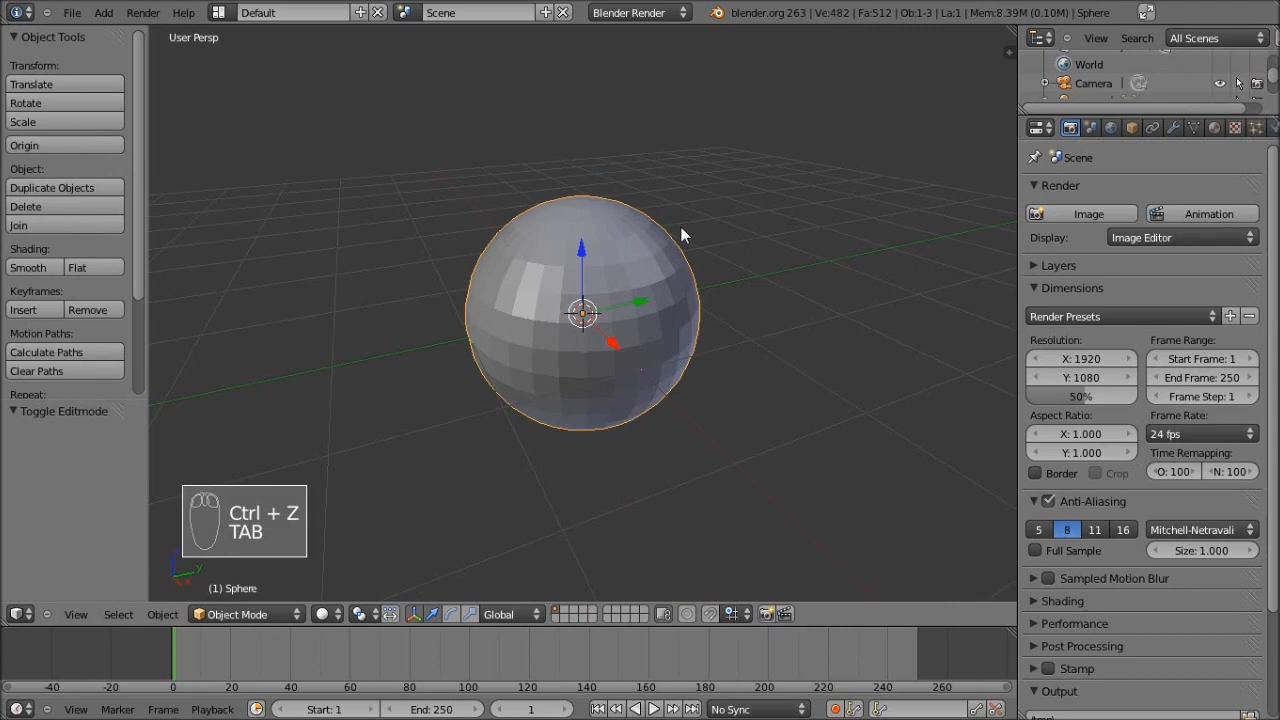 File Add Render Help Default Scene Blender Render blender.org 263 | Ve:482 | Fa:512 | Ob:1-3 | La:1 | Mem:8.39M (0.10M) | Sphere
Object Tools
Transform:
Translate
Rotate
Scale
Origin
Object:
Duplicate Objects
Delete
Join
Shading:
Smooth Flat
Keyframes:
Insert Remove
Motion Paths:
Calculate Paths
Clear Paths
Repeat:
Toggle Editmode
User Persp
Ctrl + Z
TAB
z
y
x
(1) Sphere
View Select Object Object Mode Global
-40 -20 0 20 40 60 80 100 120 140 160 180 200 220 240 260
View Marker Frame Playback Start: 1 End: 250 1 No Sync
View Search All Scenes
World
Camera
Scene
Render
Image Animation
Display: Image Editor
Layers
Dimensions
Render Presets
Resolution: Frame Range:
X: 1920 Start Frame: 1
Y: 1080 End Frame: 250
50% Frame Step: 1
Aspect Ratio: Frame Rate:
X: 1.000 24 fps
Y: 1.000 Time Remapping:
Border Crop O: 100 N: 100
Anti-Aliasing
5 8 11 16 Mitchell-Netravali
Full Sample Size: 1.000
Sampled Motion Blur
Shading
Performance
Post Processing
Stamp
Output